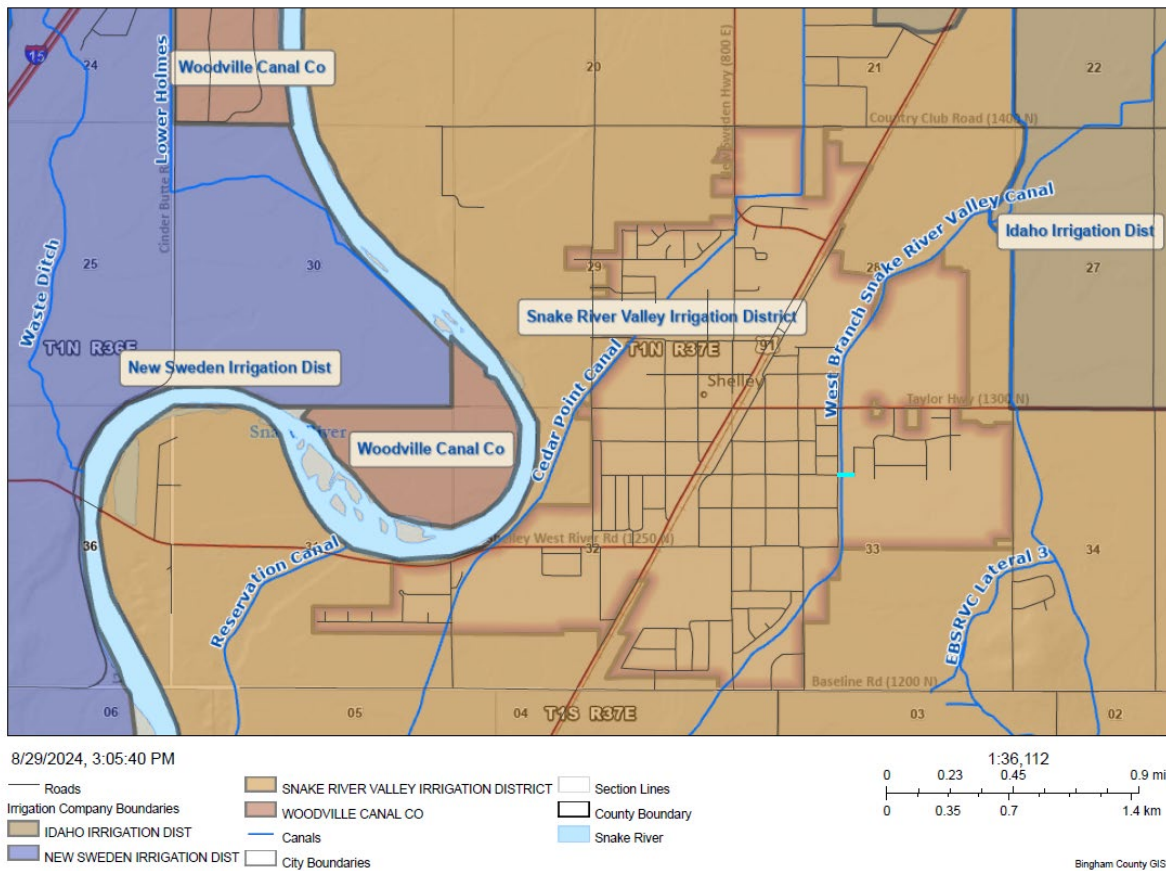 24
20
21
22
15
Woodville Canal Co
Lower Holmes
Country Club Road (1400 N)
Cinder Butte R
West Branch Snake River Valley Canal
Idaho Irrigation Dist
25
30
29
28
27
Waste Ditch
Snake River Valley Irrigation District
T1N R36E
T1N R37E
91
New Sweden Irrigation Dist
Shelley
Taylor Hwy (1300 N)
Woodville Canal Co
Cedar Point Canal
36
Shelley West River Rd (1250 N)
32
33
34
Reservation Canal
EBSRVC Lateral 3
Baseline Rd (1200 N)
06
05
04
T1S R37E
03
02
8/29/2024, 3:05:40 PM
1:36,112
Roads
Irrigation Company Boundaries
IDAHO IRRIGATION DIST
NEW SWEDEN IRRIGATION DIST
SNAKE RIVER VALLEY IRRIGATION DISTRICT
WOODVILLE CANAL CO
Canals
City Boundaries
Section Lines
County Boundary
Snake River
0 0.23 0.45 0.9 mi
0 0.35 0.7 1.4 km
Bingham County GIS